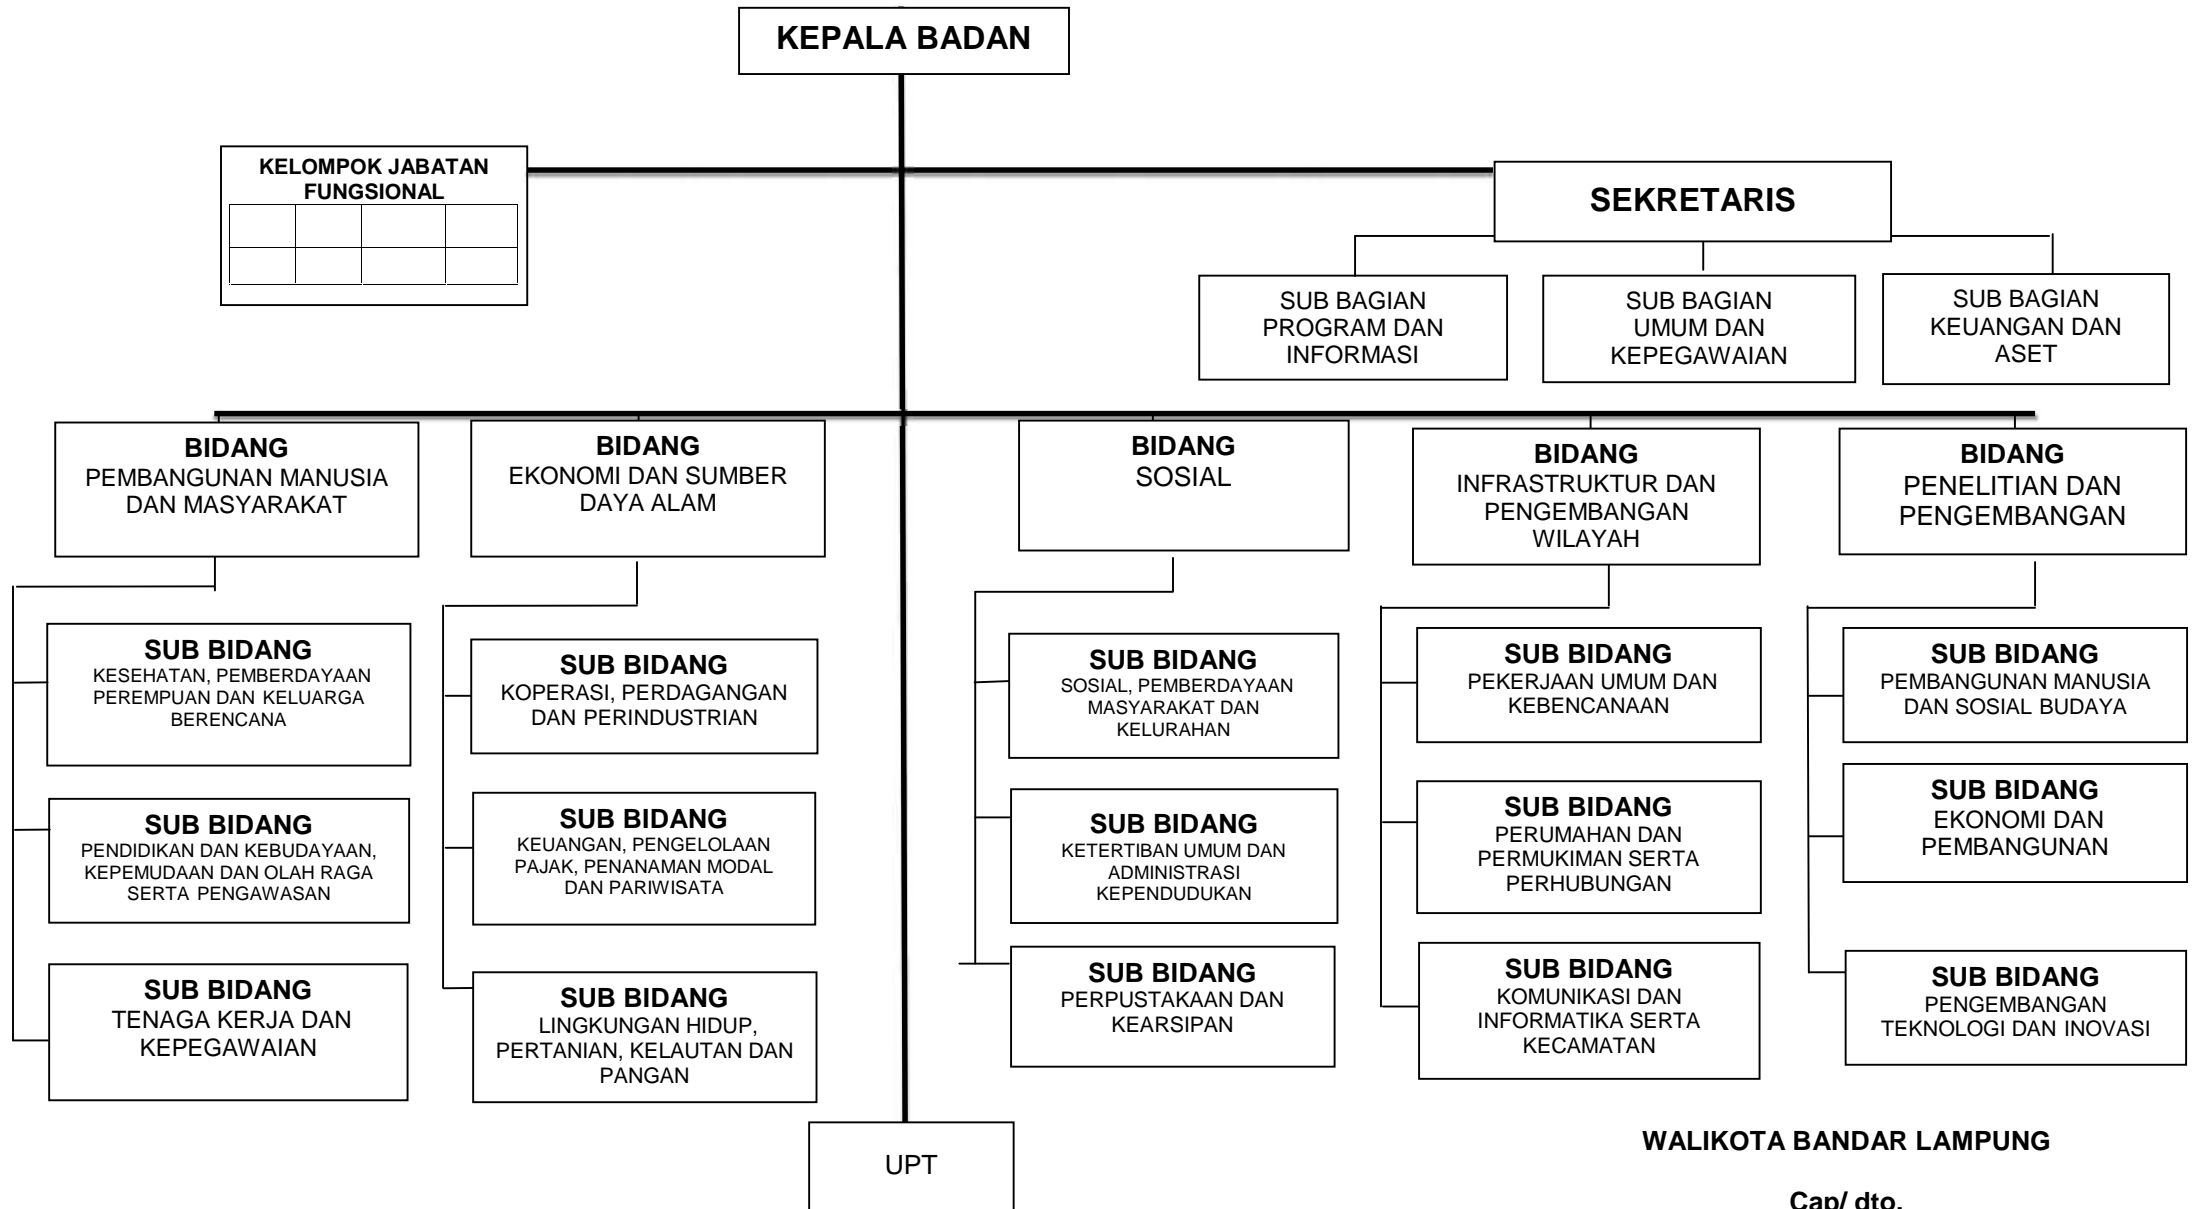 KEPALA BADAN
KELOMPOK JABATAN
FUNGSIONAL
SEKRETARIS
SUB BAGIAN
PROGRAM DAN
INFORMASI
SUB BAGIAN
UMUM DAN
KEPEGAWAIAN
SUB BAGIAN
KEUANGAN DAN
ASET
BIDANG
PEMBANGUNAN MANUSIA
DAN MASYARAKAT
BIDANG
EKONOMI DAN SUMBER
DAYA ALAM
BIDANG
SOSIAL
BIDANG
INFRASTRUKTUR DAN
PENGEMBANGAN
WILAYAH
BIDANG
PENELITIAN DAN
PENGEMBANGAN
SUB BIDANG
KESEHATAN, PEMBERDAYAAN
PEREMPUAN DAN KELUARGA
BERENCANA
SUB BIDANG
KOPERASI, PERDAGANGAN
DAN PERINDUSTRIAN
SUB BIDANG
SOSIAL, PEMBERDAYAAN
MASYARAKAT DAN
KELURAHAN
SUB BIDANG
PEKERJAAN UMUM DAN
KEBENCANAAN
SUB BIDANG
PEMBANGUNAN MANUSIA
DAN SOSIAL BUDAYA
SUB BIDANG
PENDIDIKAN DAN KEBUDAYAAN,
KEPEMUDAAN DAN OLAH RAGA
SERTA PENGAWASAN
SUB BIDANG
KEUANGAN, PENGELOLAAN
PAJAK, PENANAMAN MODAL
DAN PARIWISATA
SUB BIDANG
KETERTIBAN UMUM DAN
ADMINISTRASI
KEPENDUDUKAN
SUB BIDANG
PERUMAHAN DAN
PERMUKIMAN SERTA
PERHUBUNGAN
SUB BIDANG
EKONOMI DAN
PEMBANGUNAN
SUB BIDANG
TENAGA KERJA DAN
KEPEGAWAIAN
SUB BIDANG
LINGKUNGAN HIDUP,
PERTANIAN, KELAUTAN DAN
PANGAN
SUB BIDANG
PERPUSTAKAAN DAN
KEARSIPAN
SUB BIDANG
KOMUNIKASI DAN
INFORMATIKA SERTA
KECAMATAN
SUB BIDANG
PENGEMBANGAN
TEKNOLOGI DAN INOVASI
UPT
WALIKOTA BANDAR LAMPUNG
Cap/ dto.